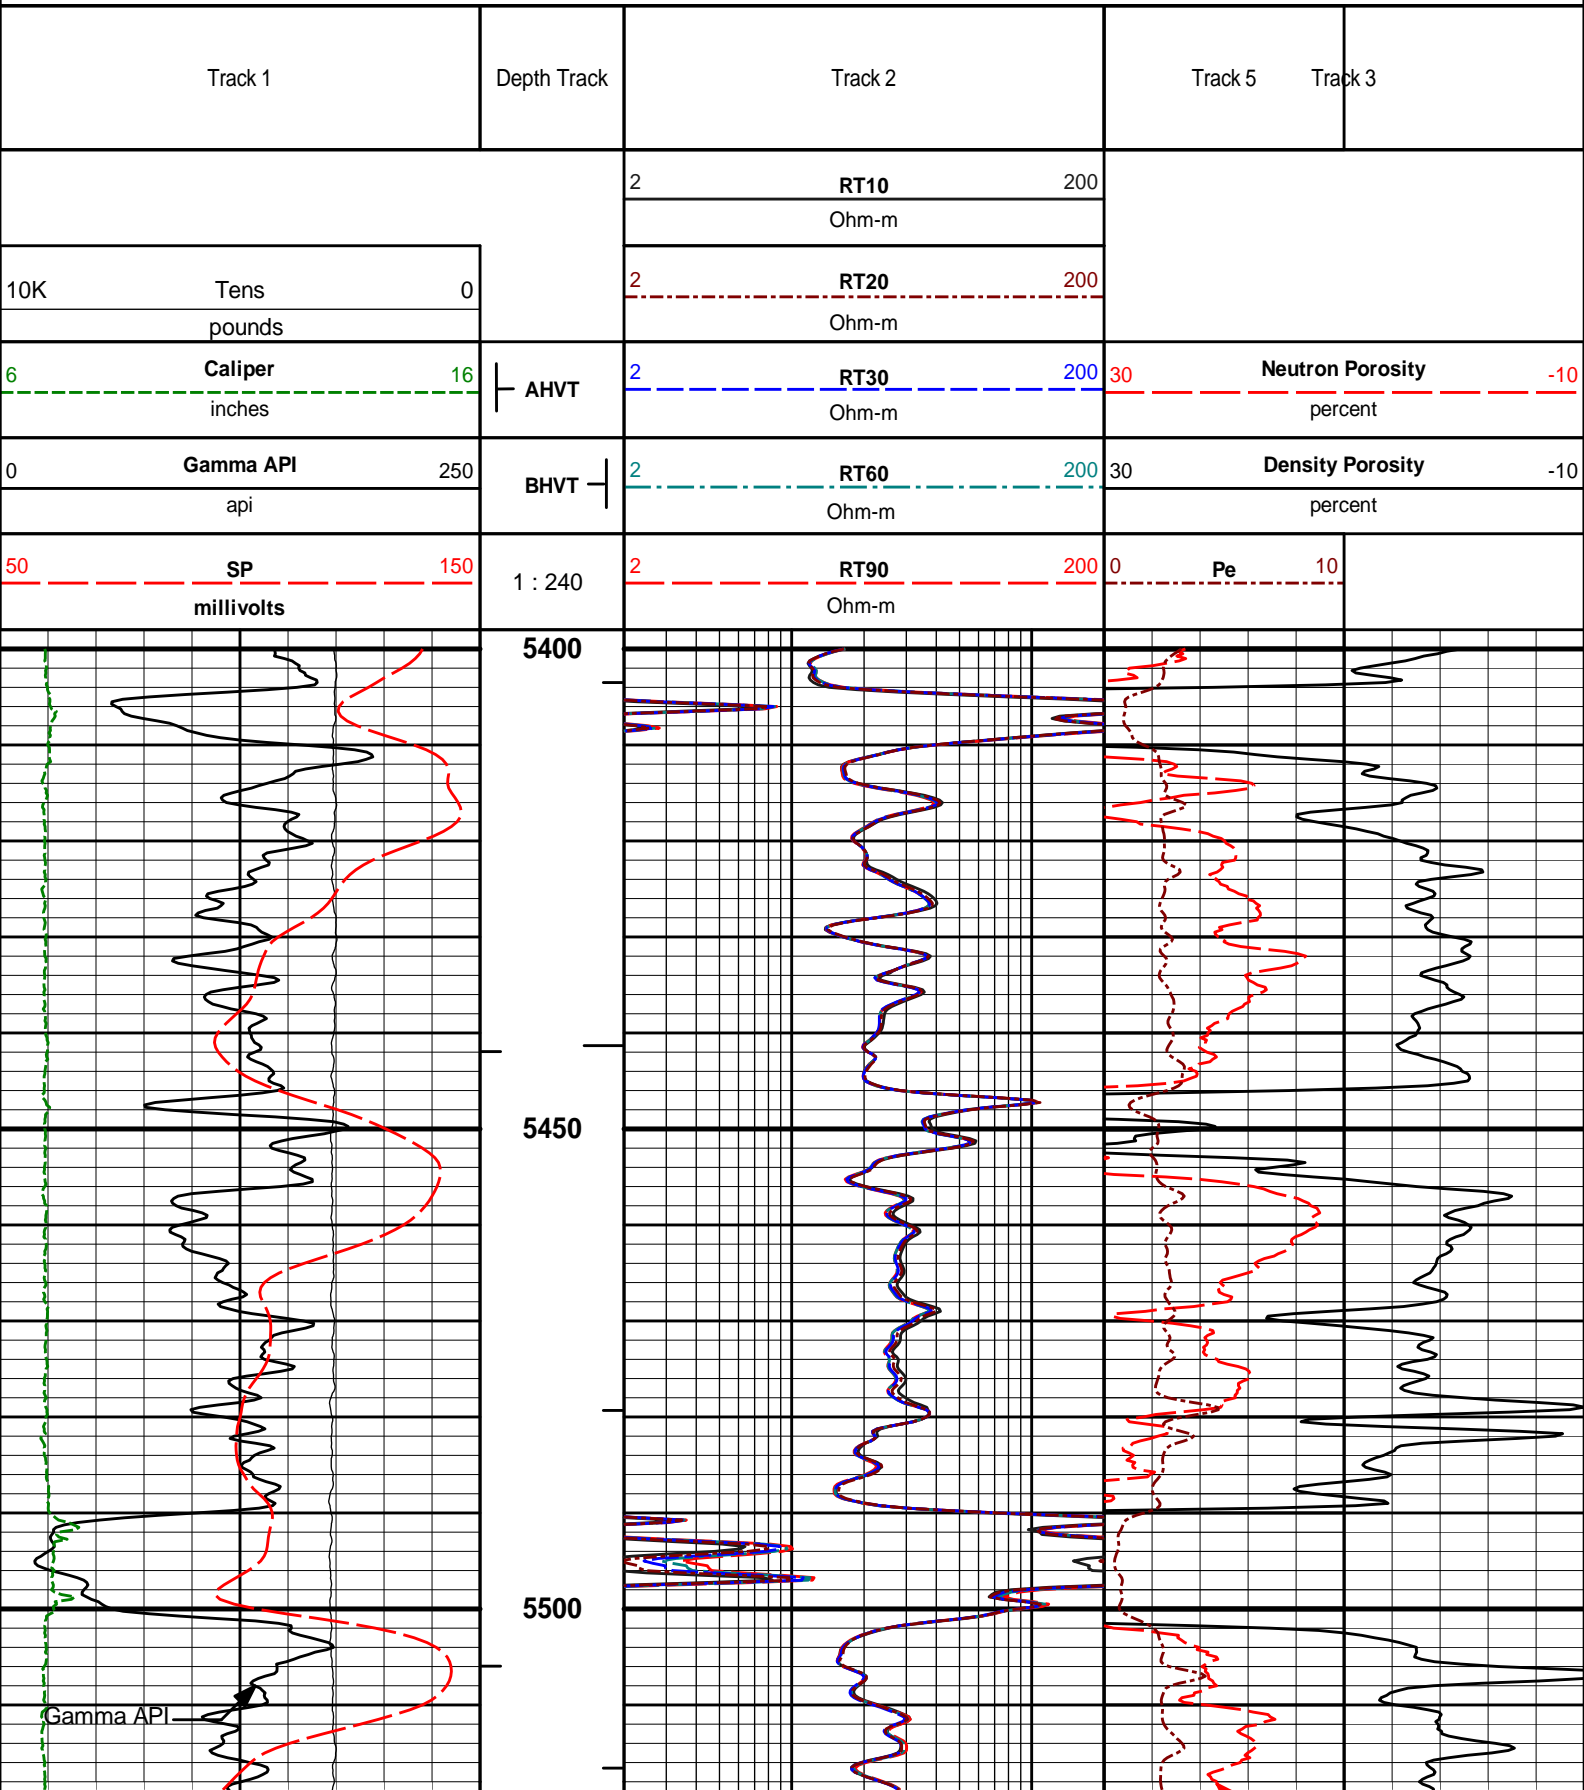 Track 1 Depth Track Track 2 Track 5 Track 3
2 RT10 200
Ohm-m
10K Tens 0
pounds
2 RT20 200
Ohm-m
6 Caliper 16
inches
AHVT
2 RT30 200
Ohm-m
30 Neutron Porosity -10
percent
0 Gamma API 250
api
BHVT
2 RT60 200
Ohm-m
30 Density Porosity -10
percent
50 SP 150
millivolts
1 : 240
2 RT90 200
Ohm-m
0 Pe 10
5400
5450
5500
Gamma API